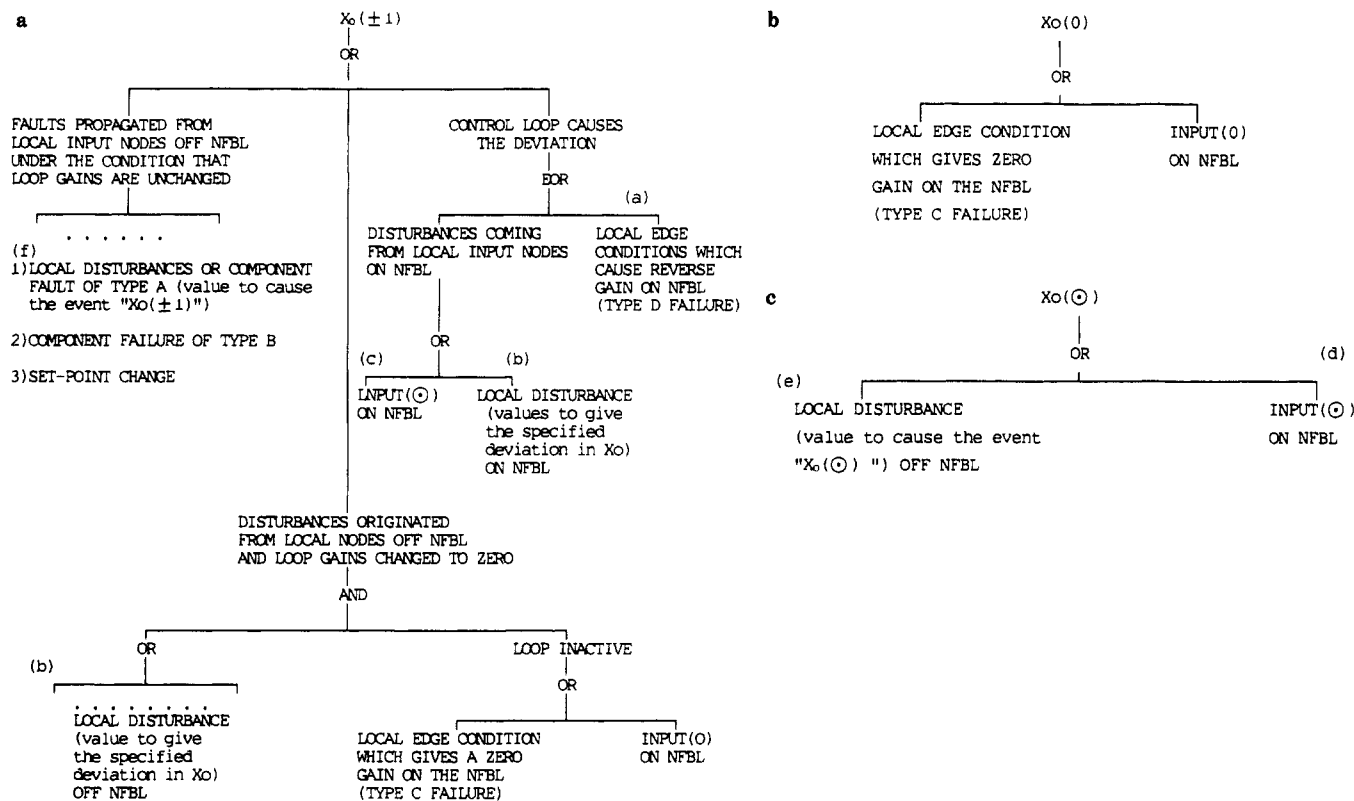 a
Xo(±1)
OR
FAULTS PROPAGATED FROM
LOCAL INPUT NODES OFF NFBL
UNDER THE CONDITION THAT
LOOP GAINS ARE UNCHANGED
. . . . . .
(f)
1)LOCAL DISTURBANCES OR COMPONENT
FAULT OF TYPE A (value to cause
the event "Xo(±1)")
2)COMPONENT FAILURE OF TYPE B
3)SET-POINT CHANGE
CONTROL LOOP CAUSES
THE DEVIATION
EOR
(a)
DISTURBANCES COMING
FROM LOCAL INPUT NODES
ON NFBL
LOCAL EDGE
CONDITIONS WHICH
CAUSE REVERSE
GAIN ON NFBL
(TYPE D FAILURE)
OR
(c)
(b)
INPUT(⊙)
ON NFBL
LOCAL DISTURBANCE
(values to give
the specified
deviation in Xo)
ON NFBL
DISTURBANCES ORIGINATED
FROM LOCAL NODES OFF NFBL
AND LOOP GAINS CHANGED TO ZERO
AND
OR
LOOP INACTIVE
(b)
. . . . . . . .
LOCAL DISTURBANCE
(value to give
the specified
deviation in Xo)
OFF NFBL
OR
LOCAL EDGE CONDITION
WHICH GIVES A ZERO
GAIN ON THE NFBL
(TYPE C FAILURE)
INPUT(O)
ON NFBL
b
Xo(0)
OR
LOCAL EDGE CONDITION
WHICH GIVES ZERO
GAIN ON THE NFBL
(TYPE C FAILURE)
INPUT(0)
ON NFBL
c
Xo(⊙)
OR
(d)
(e)
LOCAL DISTURBANCE
(value to cause the event
"Xo(⊙) ") OFF NFBL
INPUT(⊙)
ON NFBL